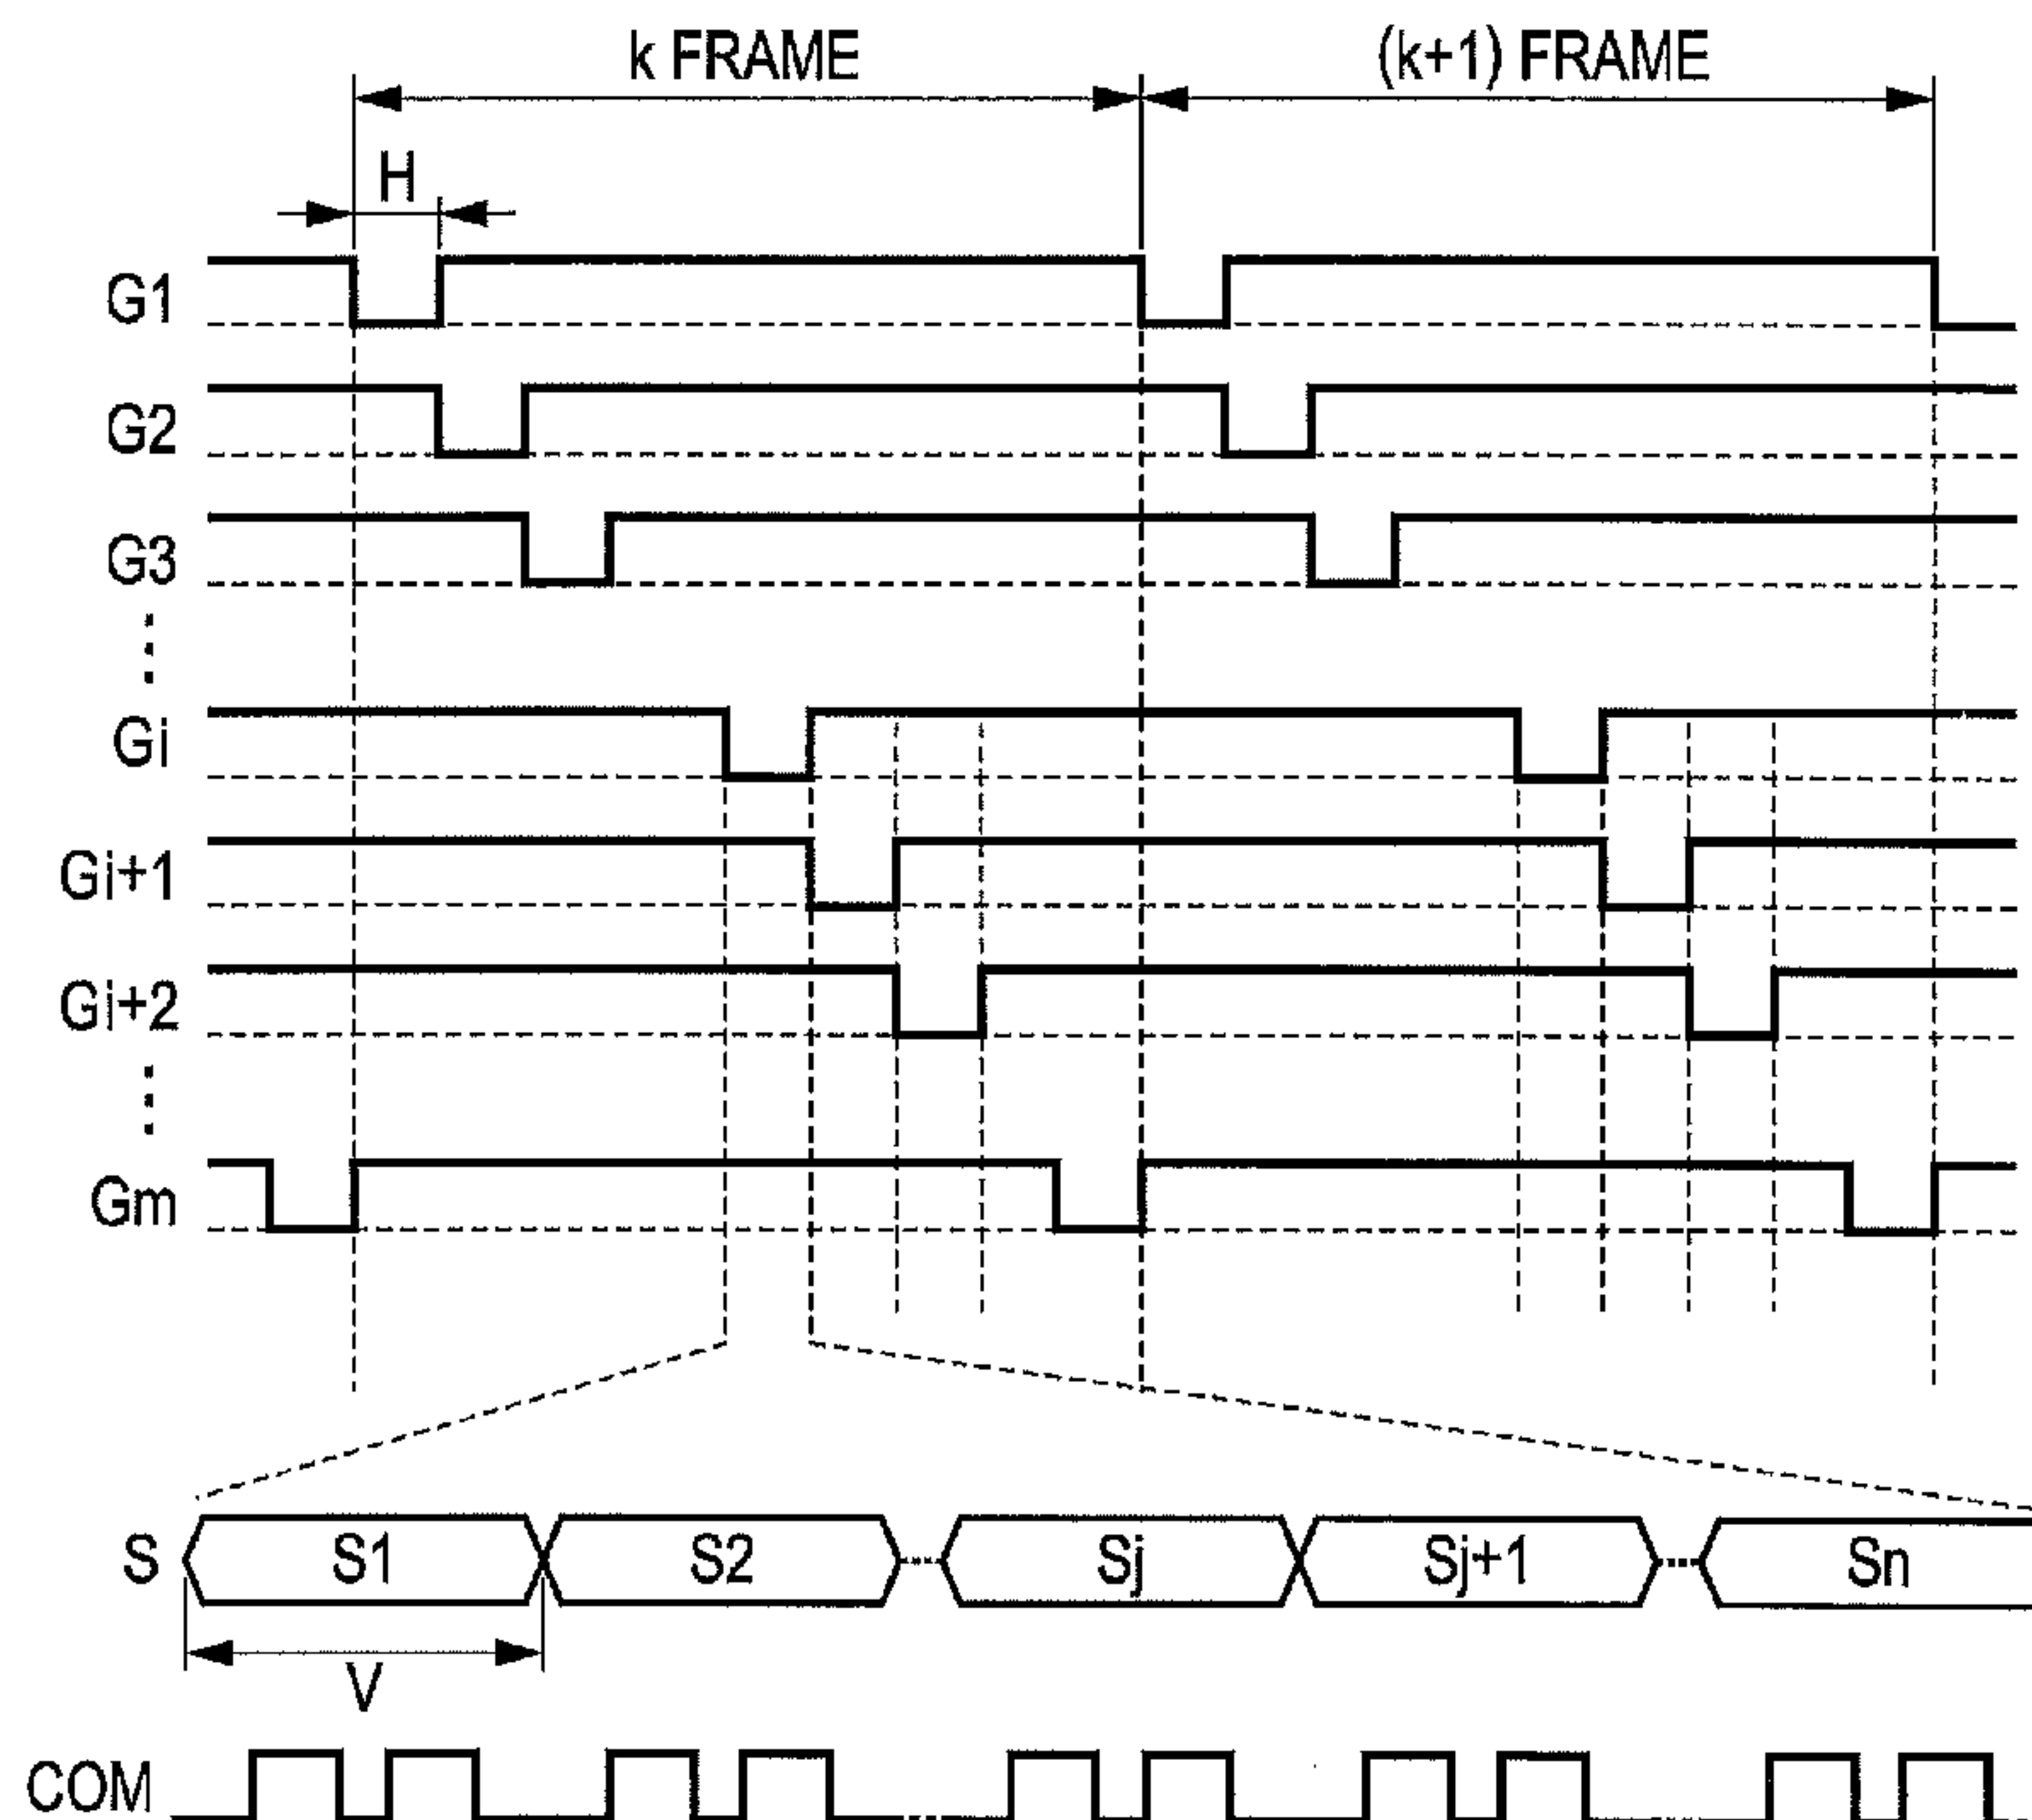 k FRAME (k+1) FRAME
H
G1
G2
G3
Gi
Gi+1
Gi+2
Gm
S S1 S2 Sj Sj+1 Sn
V
COM